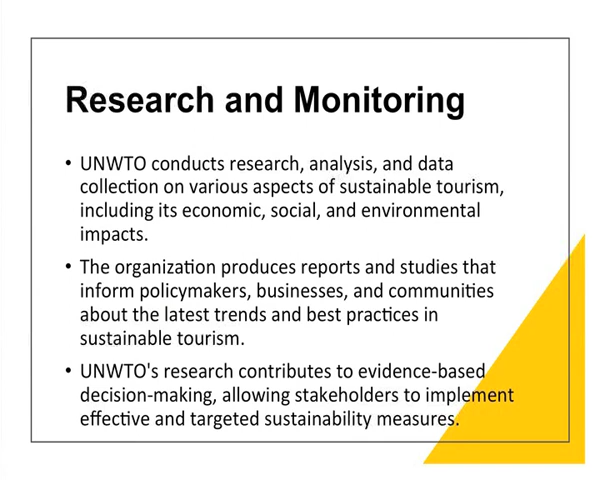 Research and Monitoring
• UNWTO conducts research, analysis, and data
collection on various aspects of sustainable tourism,
including its economic, social, and environmental
impacts.
• The organization produces reports and studies that
inform policymakers, businesses, and communities
about the latest trends and best practices in
sustainable tourism.
• UNWTO's research contributes to evidence-based
decision-making, allowing stakeholders to implement
effective and targeted sustainability measures.